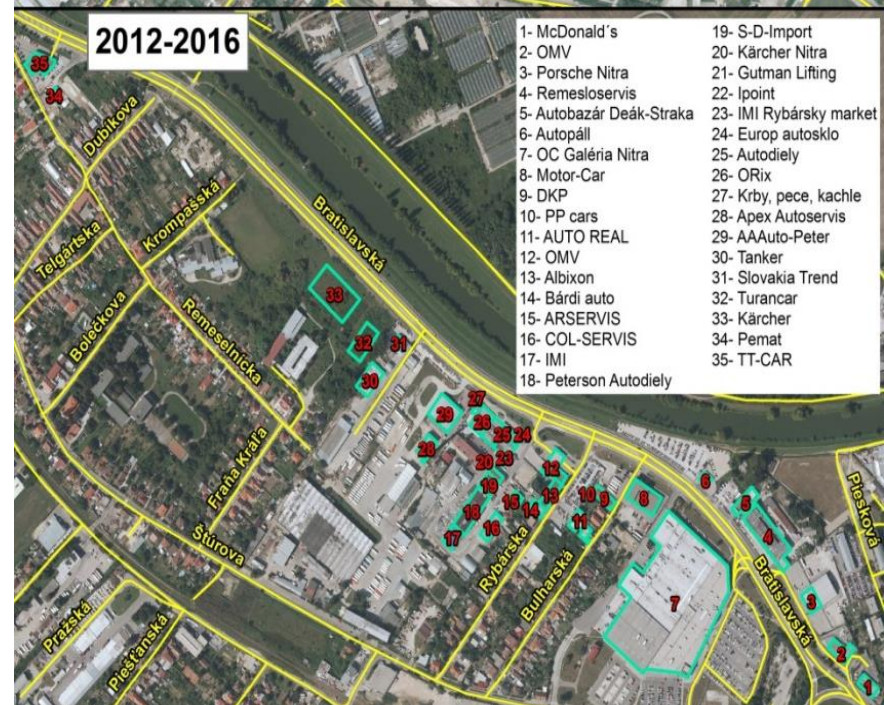 2012-2016
1- McDonald´s
2- OMV
3- Porsche Nitra
4- Remesloservis
5- Autobazár Deák-Straka
6- Autopáll
7- OC Galéria Nitra
8- Motor-Car
9- DKP
10- PP cars
11- AUTO REAL
12- OMV
13- Albixon
14- Bárdi auto
15- ARSERVIS
16- COL-SERVIS
17- IMI
18- Peterson Autodiely
19- S-D-Import
20- Kärcher Nitra
21- Gutman Lifting
22- Ipoint
23- IMI Rybársky market
24- Europ autosklo
25- Autodiely
26- ORix
27- Krby, pece, kachle
28- Apex Autoservis
29- AAAuto-Peter
30- Tanker
31- Slovakia Trend
32- Turancar
33- Kärcher
34- Pemat
35- TT-CAR
35
34
Dubíkova
Krompašská
Telgártska
Bolečkova
Remeselnícka
Bratislavská
33
32
31
30
27
29
26
25
24
28
20
23
12
19
18
15
13
14
17
16
10
9
11
8
6
5
4
Piesková
Fraňa Kráľa
Štúrova
Rybárska
Bulharská
7
Bratislavská
3
2
1
Pražská
Piešťanská